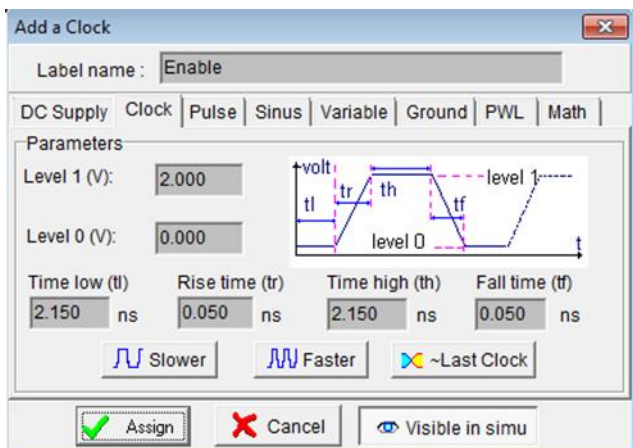 Add a Clock
Label name : Enable
DC Supply Clock Pulse Sinus Variable Ground PWL Math
Parameters
Level 1 (V): 2.000
Level 0 (V): 0.000
volt
level 1
tl tr th tf
level 0
t
Time low (tl) Rise time (tr) Time high (th) Fall time (tf)
2.150 ns 0.050 ns 2.150 ns 0.050 ns
Slower Faster ~Last Clock
Assign Cancel Visible in simu